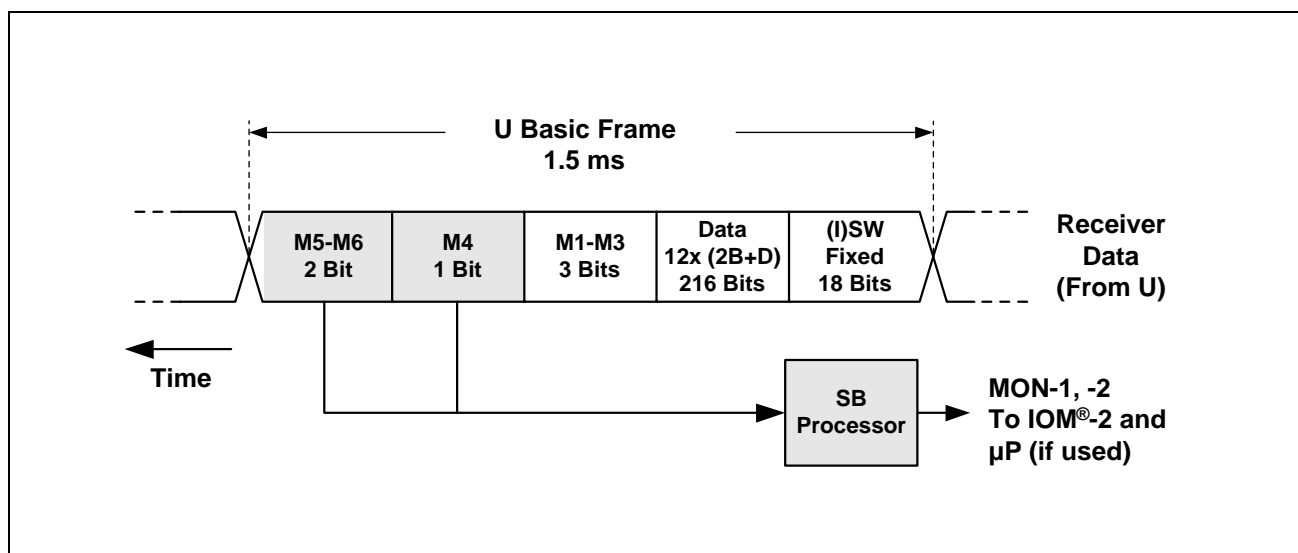 U Basic Frame
1.5 ms
M5-M6
2 Bit
M4
1 Bit
M1-M3
3 Bits
Data
12x (2B+D)
216 Bits
(I)SW
Fixed
18 Bits
Receiver
Data
(From U)
Time
SB
Processor
MON-1, -2
To IOM®-2 and
µP (if used)